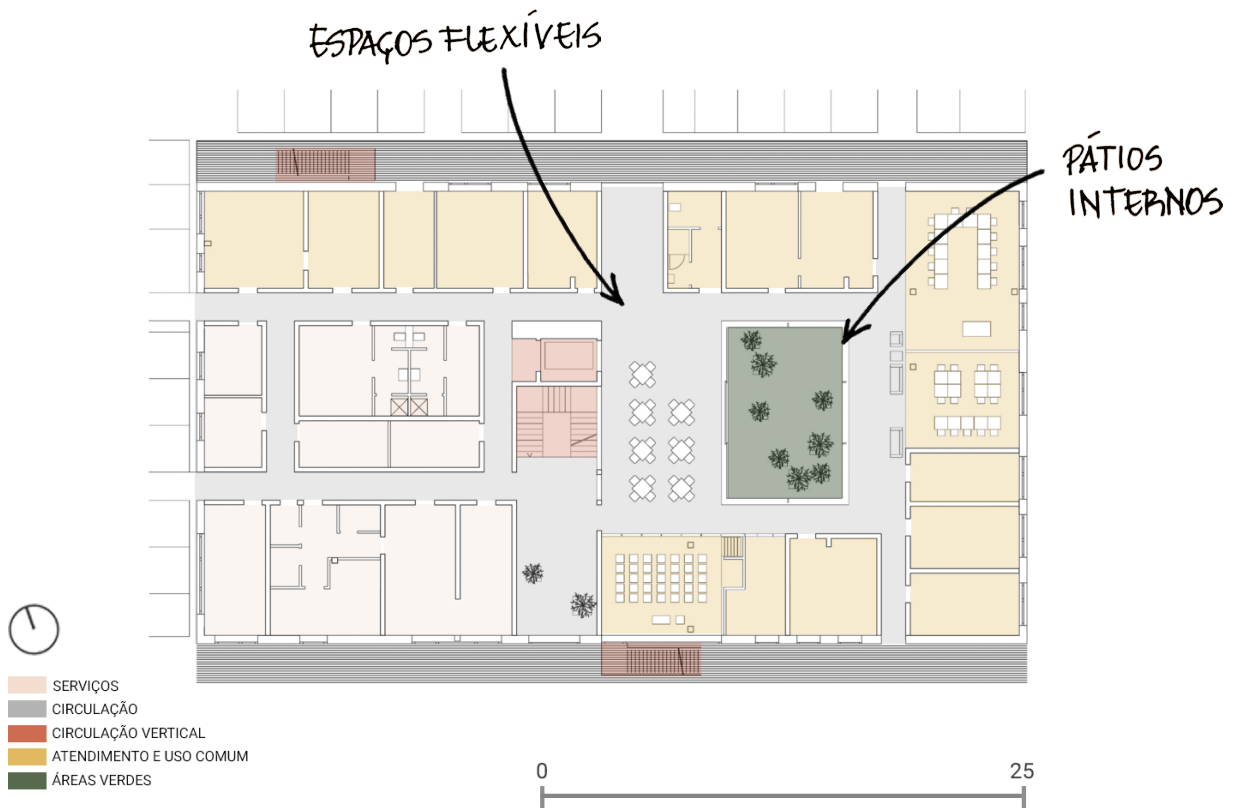 ESPAÇOS FLEXÍVEIS
PÁTIOS
INTERNOS
SERVIÇOS
CIRCULAÇÃO
CIRCULAÇÃO VERTICAL
ATENDIMENTO E USO COMUM
ÁREAS VERDES
0
25